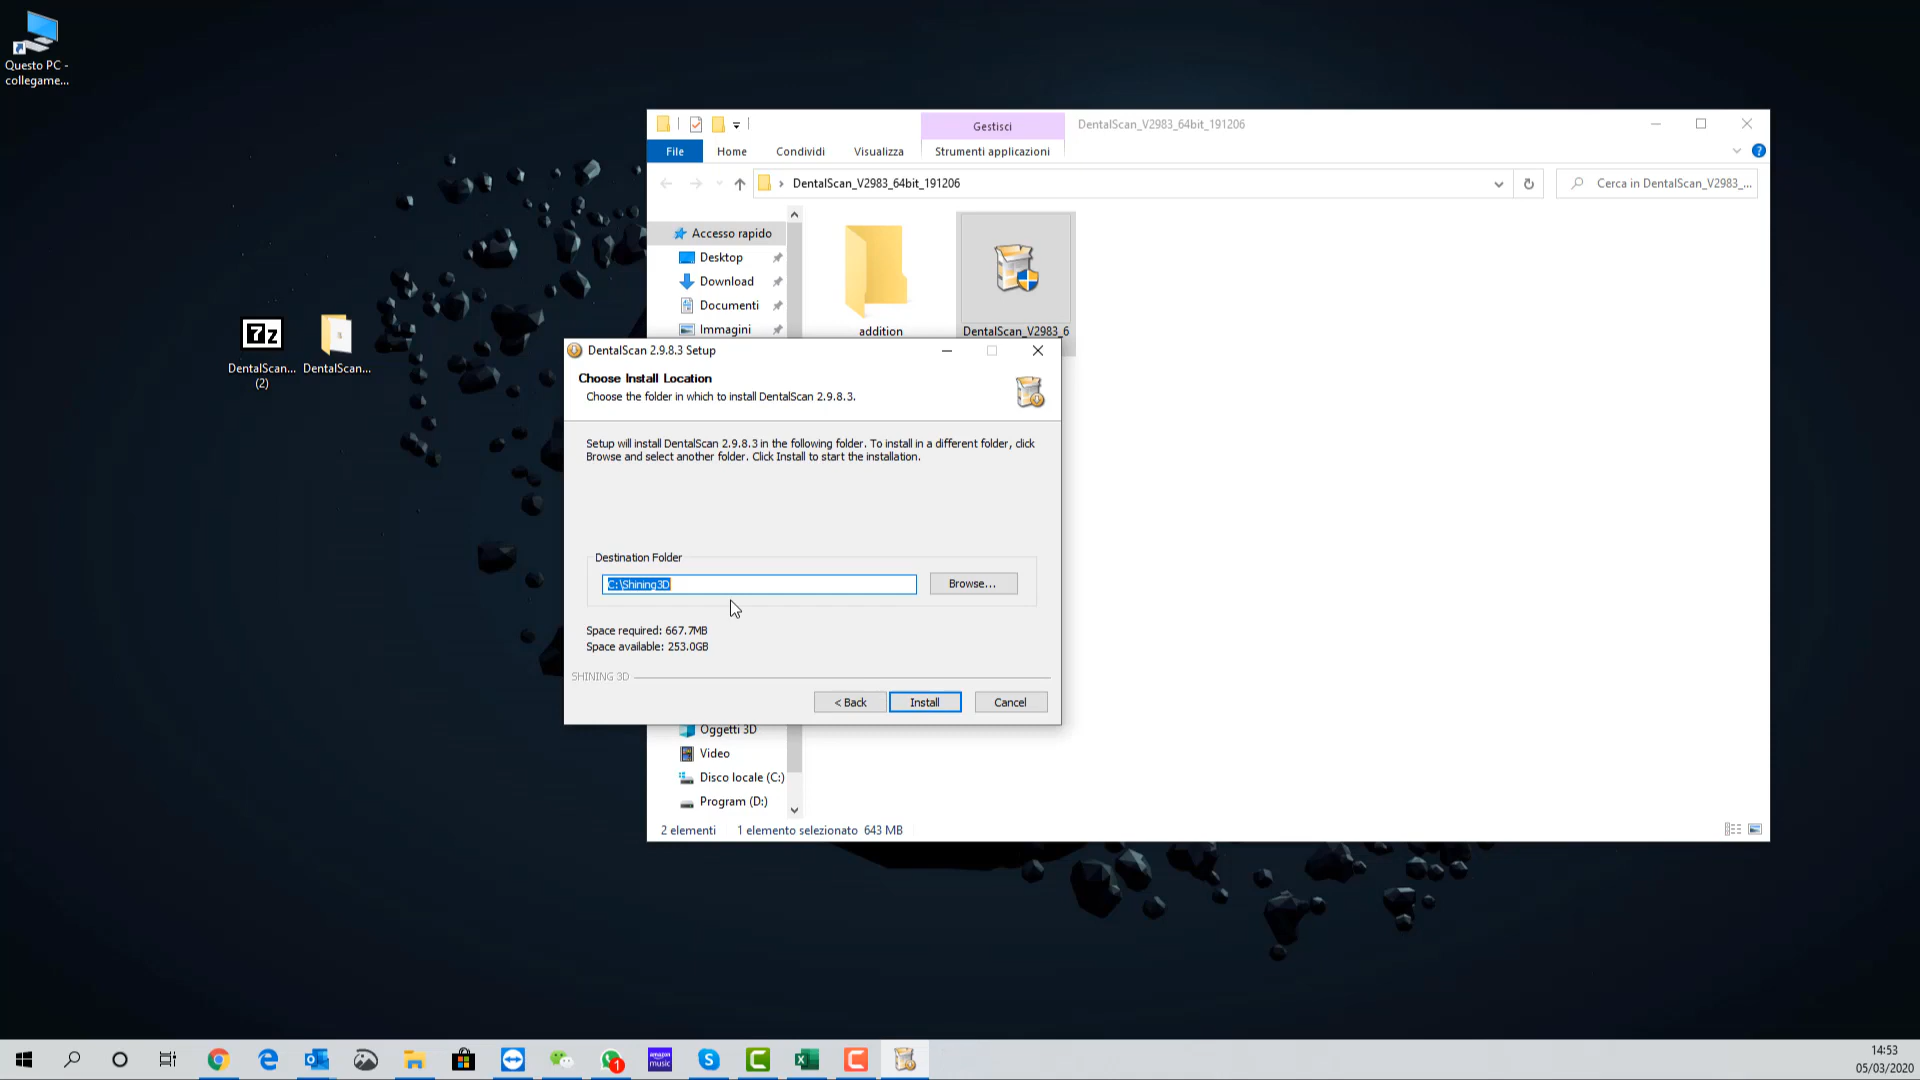 Questo PC -
collegame...
7z
DentalScan...
(2)
DentalScan...
Gestisci
DentalScan_V2983_64bit_191206
File
Home
Condividi
Visualizza
Strumenti applicazioni
DentalScan_V2983_64bit_191206
Cerca in DentalScan_V2983_...
Accesso rapido
Desktop
Download
Documenti
Immagini
addition
DentalScan_V2983_6
DentalScan 2.9.8.3 Setup
Choose Install Location
Choose the folder in which to install DentalScan 2.9.8.3.
Setup will install DentalScan 2.9.8.3 in the following folder. To install in a different folder, click
Browse and select another folder. Click Install to start the installation.
Destination Folder
C:\Shining3D
Browse...
Space required: 667.7MB
Space available: 253.0GB
SHINING 3D
< Back
Install
Cancel
Oggetti 3D
Video
Disco locale (C:)
Program (D:)
2 elementi
1 elemento selezionato 643 MB
1
amazon
music
14:53
05/03/2020